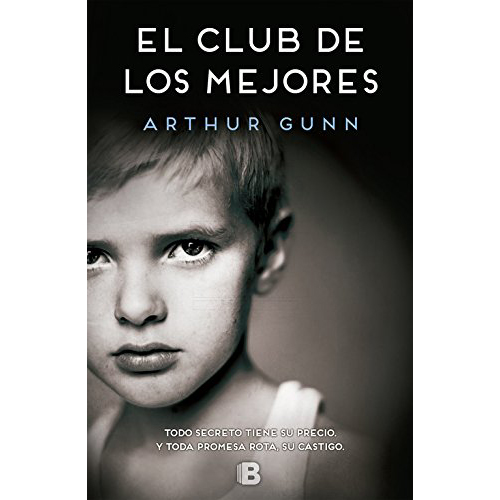 EL CLUB DE
LOS MEJORES
ARTHUR GUNN
TODO SECRETO TIENE SU PRECIO.
Y TODA PROMESA ROTA, SU CASTIGO.
B